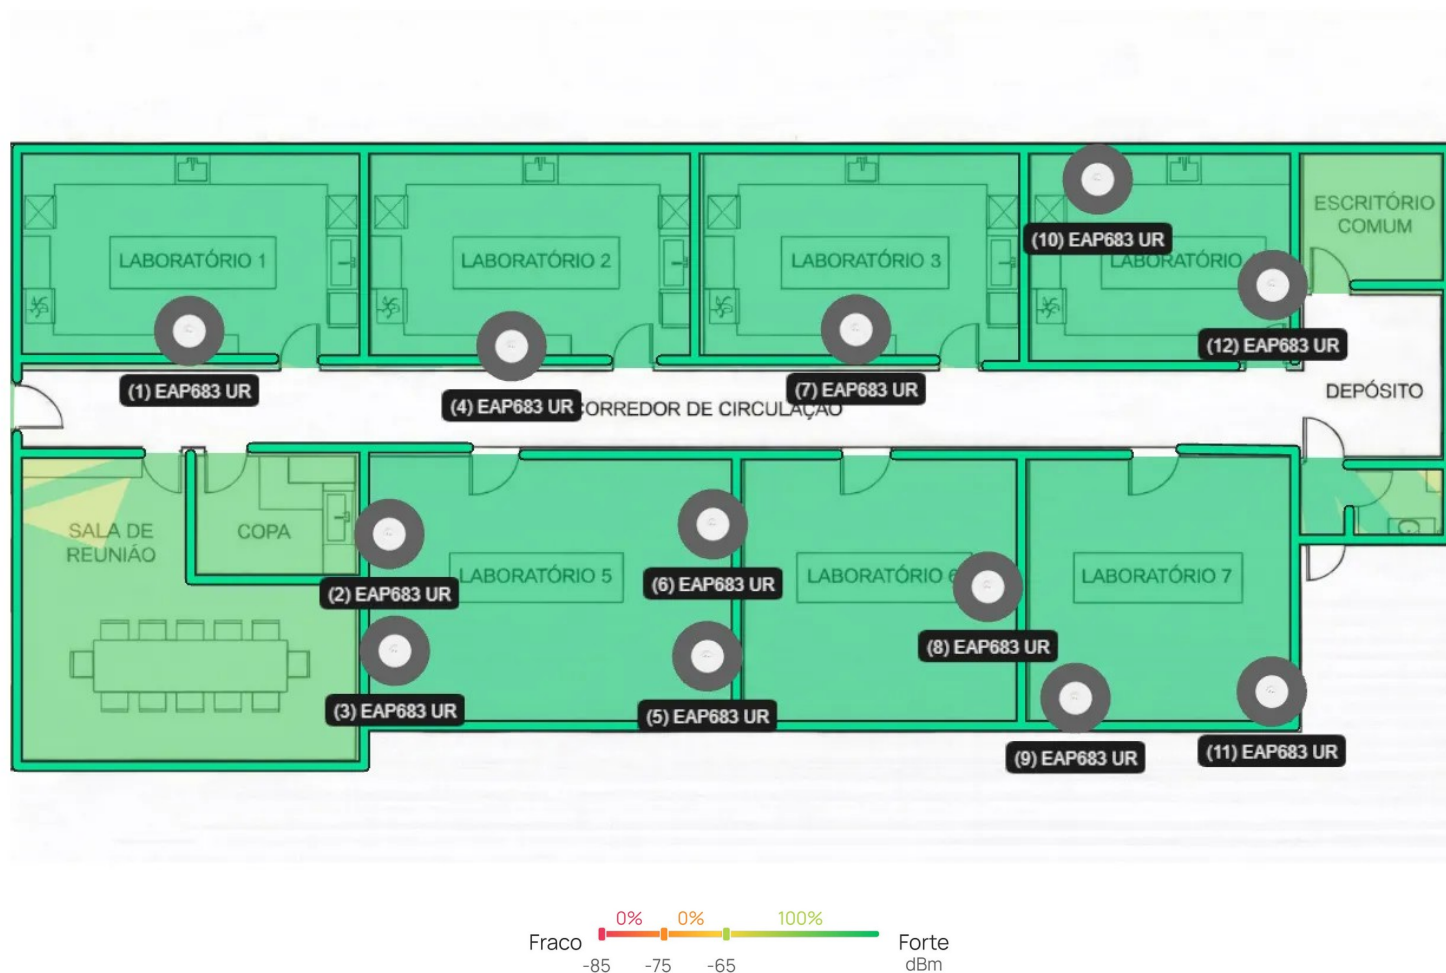 ESCRITÓRIO
COMUM
(10) EAP683 UR
LABORATÓRIO 1
LABORATÓRIO 2
LABORATÓRIO 3
LABORATÓRIO
(12) EAP683 UR
(1) EAP683 UR
(4) EAP683 UR
(7) EAP683 UR
CORREDOR DE CIRCULAÇÃO
DEPÓSITO
SALA DE
REUNIÃO
COPA
LABORATÓRIO 5
(6) EAP683 UR
LABORATÓRIO 6
LABORATÓRIO 7
(2) EAP683 UR
(8) EAP683 UR
(3) EAP683 UR
(5) EAP683 UR
(9) EAP683 UR
(11) EAP683 UR
0% 0% 100%
Fraco Forte
-85 -75 -65 dBm